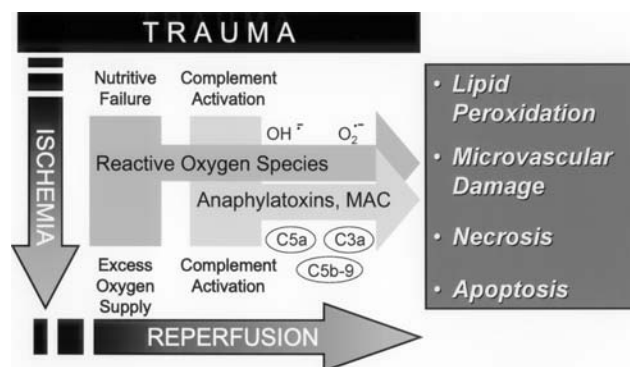 TRAUMA
ISCHEMIA
Nutritive
Failure
Complement
Activation
OH•-
O2•-
Reactive Oxygen Species
Anaphylatoxins, MAC
C5a
C3a
C5b-9
Excess
Oxygen
Supply
Complement
Activation
REPERFUSION
• Lipid
Peroxidation
• Microvascular
Damage
• Necrosis
• Apoptosis